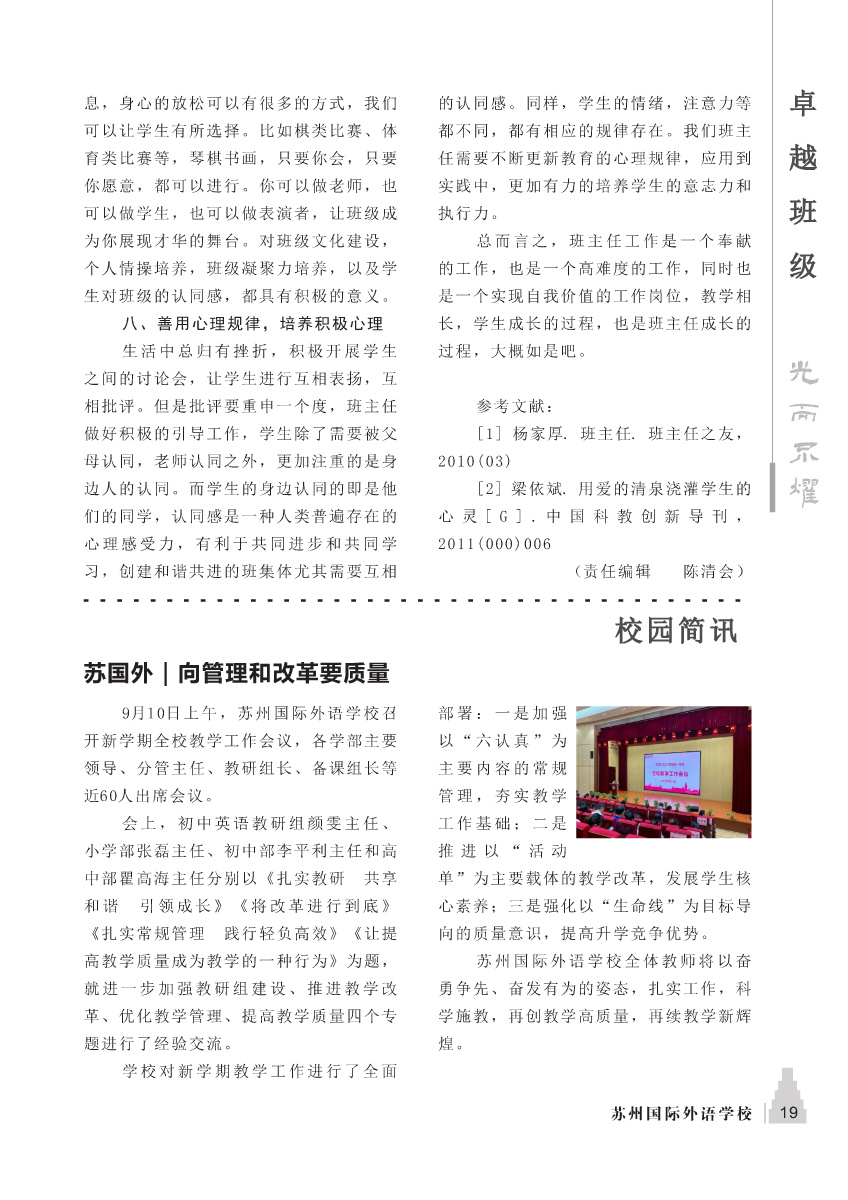 息，身心的放松可以有很多的方式，我们
可以让学生有所选择。比如棋类比赛、体
育类比赛等，琴棋书画，只要你会，只要
你愿意，都可以进行。你可以做老师，也
可以做学生，也可以做表演者，让班级成
为你展现才华的舞台。对班级文化建设，
个人情操培养，班级凝聚力培养，以及学
生对班级的认同感，都具有积极的意义。
八、善用心理规律，培养积极心理
生活中总归有挫折，积极开展学生
之间的讨论会，让学生进行互相表扬，互
相批评。但是批评要重申一个度，班主任
做好积极的引导工作，学生除了需要被父
母认同，老师认同之外，更加注重的是身
边人的认同。而学生的身边认同的即是他
们的同学，认同感是一种人类普遍存在的
心理感受力，有利于共同进步和共同学
习，创建和谐共进的班集体尤其需要互相
的认同感。同样，学生的情绪，注意力等
都不同，都有相应的规律存在。我们班主
任需要不断更新教育的心理规律，应用到
实践中，更加有力的培养学生的意志力和
执行力。
总而言之，班主任工作是一个奉献
的工作，也是一个高难度的工作，同时也
是一个实现自我价值的工作岗位，教学相
长，学生成长的过程，也是班主任成长的
过程，大概如是吧。
参考文献：
[1] 杨家厚. 班主任. 班主任之友，
2010(03)
[2] 梁依斌. 用爱的清泉浇灌学生的
心灵[G].中国科教创新导刊，
2011(000)006
（责任编辑　　陈清会）
卓越班级
光而不耀
校园简讯
苏国外｜向管理和改革要质量
9月10日上午，苏州国际外语学校召
开新学期全校教学工作会议，各学部主要
领导、分管主任、教研组长、备课组长等
近60人出席会议。
会上，初中英语教研组颜雯主任、
小学部张磊主任、初中部李平利主任和高
中部瞿高海主任分别以《扎实教研　共享
和谐　引领成长》《将改革进行到底》
《扎实常规管理　践行轻负高效》《让提
高教学质量成为教学的一种行为》为题，
就进一步加强教研组建设、推进教学改
革、优化教学管理、提高教学质量四个专
题进行了经验交流。
学校对新学期教学工作进行了全面
部署：一是加强
以“六认真”为
主要内容的常规
管理，夯实教学
工作基础；二是
推进以“活动
单”为主要载体的教学改革，发展学生核
心素养；三是强化以“生命线”为目标导
向的质量意识，提高升学竞争优势。
苏州国际外语学校全体教师将以奋
勇争先、奋发有为的姿态，扎实工作，科
学施教，再创教学高质量，再续教学新辉
煌。
全校教学工作会议
苏州国际外语学校
19